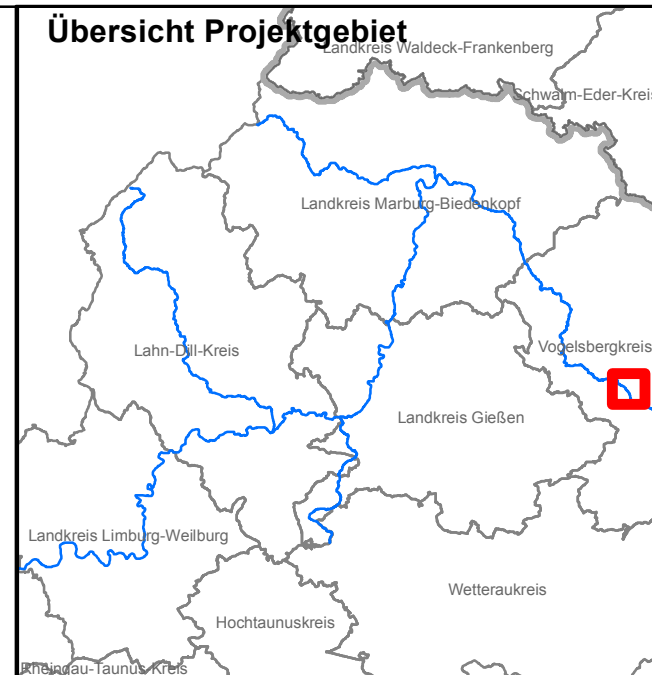 Übersicht Projektgebiet
Landkreis Waldeck-Frankenberg
Schwalm-Eder-Kreis
Landkreis Marburg-Biedenkopf
Vogelsbergkreis
Lahn-Dill-Kreis
Landkreis Gießen
Landkreis Limburg-Weilburg
Wetteraukreis
Hochtaunuskreis
Rheingau-Taunus-Kreis